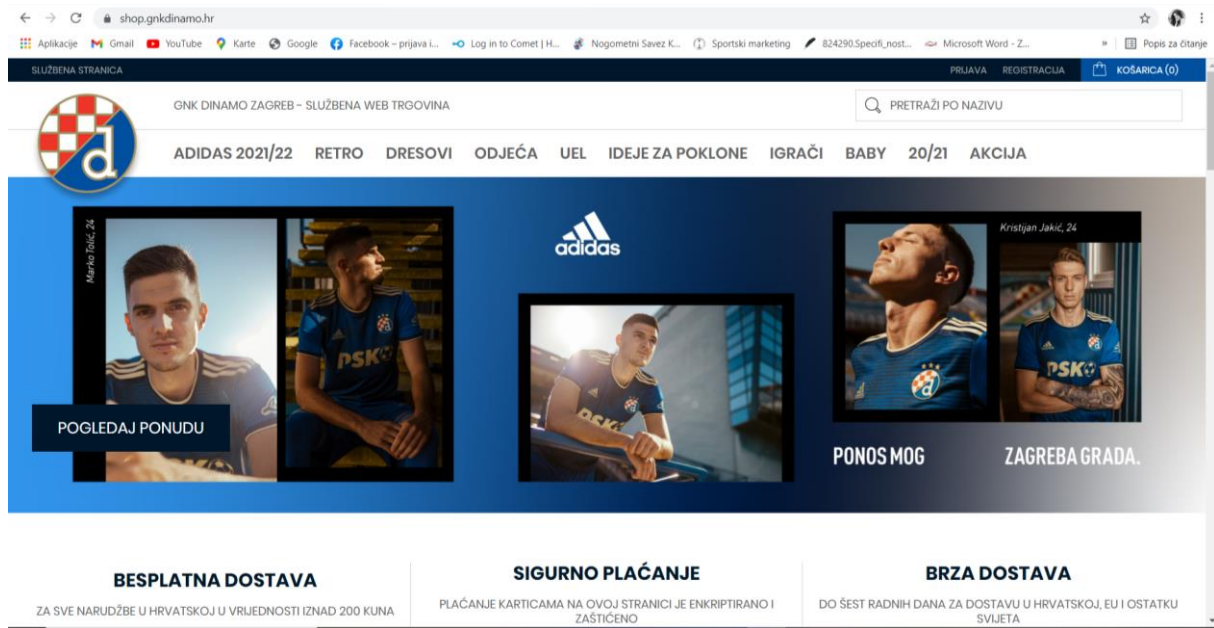 shop.gnkdinamo.hr
Aplikacije Gmail YouTube Karte Google Facebook – prijava i... Log in to Comet | H... Nogometni Savez K... Sportski marketing 824290.Specifi_nost... Microsoft Word - Z... » Popis za čitanje
SLUŽBENA STRANICA PRIJAVA REGISTRACIJA KOŠARICA (0)
GNK DINAMO ZAGREB - SLUŽBENA WEB TRGOVINA PRETRAŽI PO NAZIVU
ADIDAS 2021/22 RETRO DRESOVI ODJEĆA UEL IDEJE ZA POKLONE IGRAČI BABY 20/21 AKCIJA
Marko Tolić, 24
adidas
Kristijan Jakić, 24
PSK
PSK
POGLEDAJ PONUDU
PONOS MOG ZAGREBA GRADA.
BESPLATNA DOSTAVA
ZA SVE NARUDŽBE U HRVATSKOJ U VRIJEDNOSTI IZNAD 200 KUNA
SIGURNO PLAĆANJE
PLAĆANJE KARTICAMA NA OVOJ STRANICI JE ENKRIPTIRANO I
ZAŠTIĆENO
BRZA DOSTAVA
DO ŠEST RADNIH DANA ZA DOSTAVU U HRVATSKOJ, EU I OSTATKU
SVIJETA